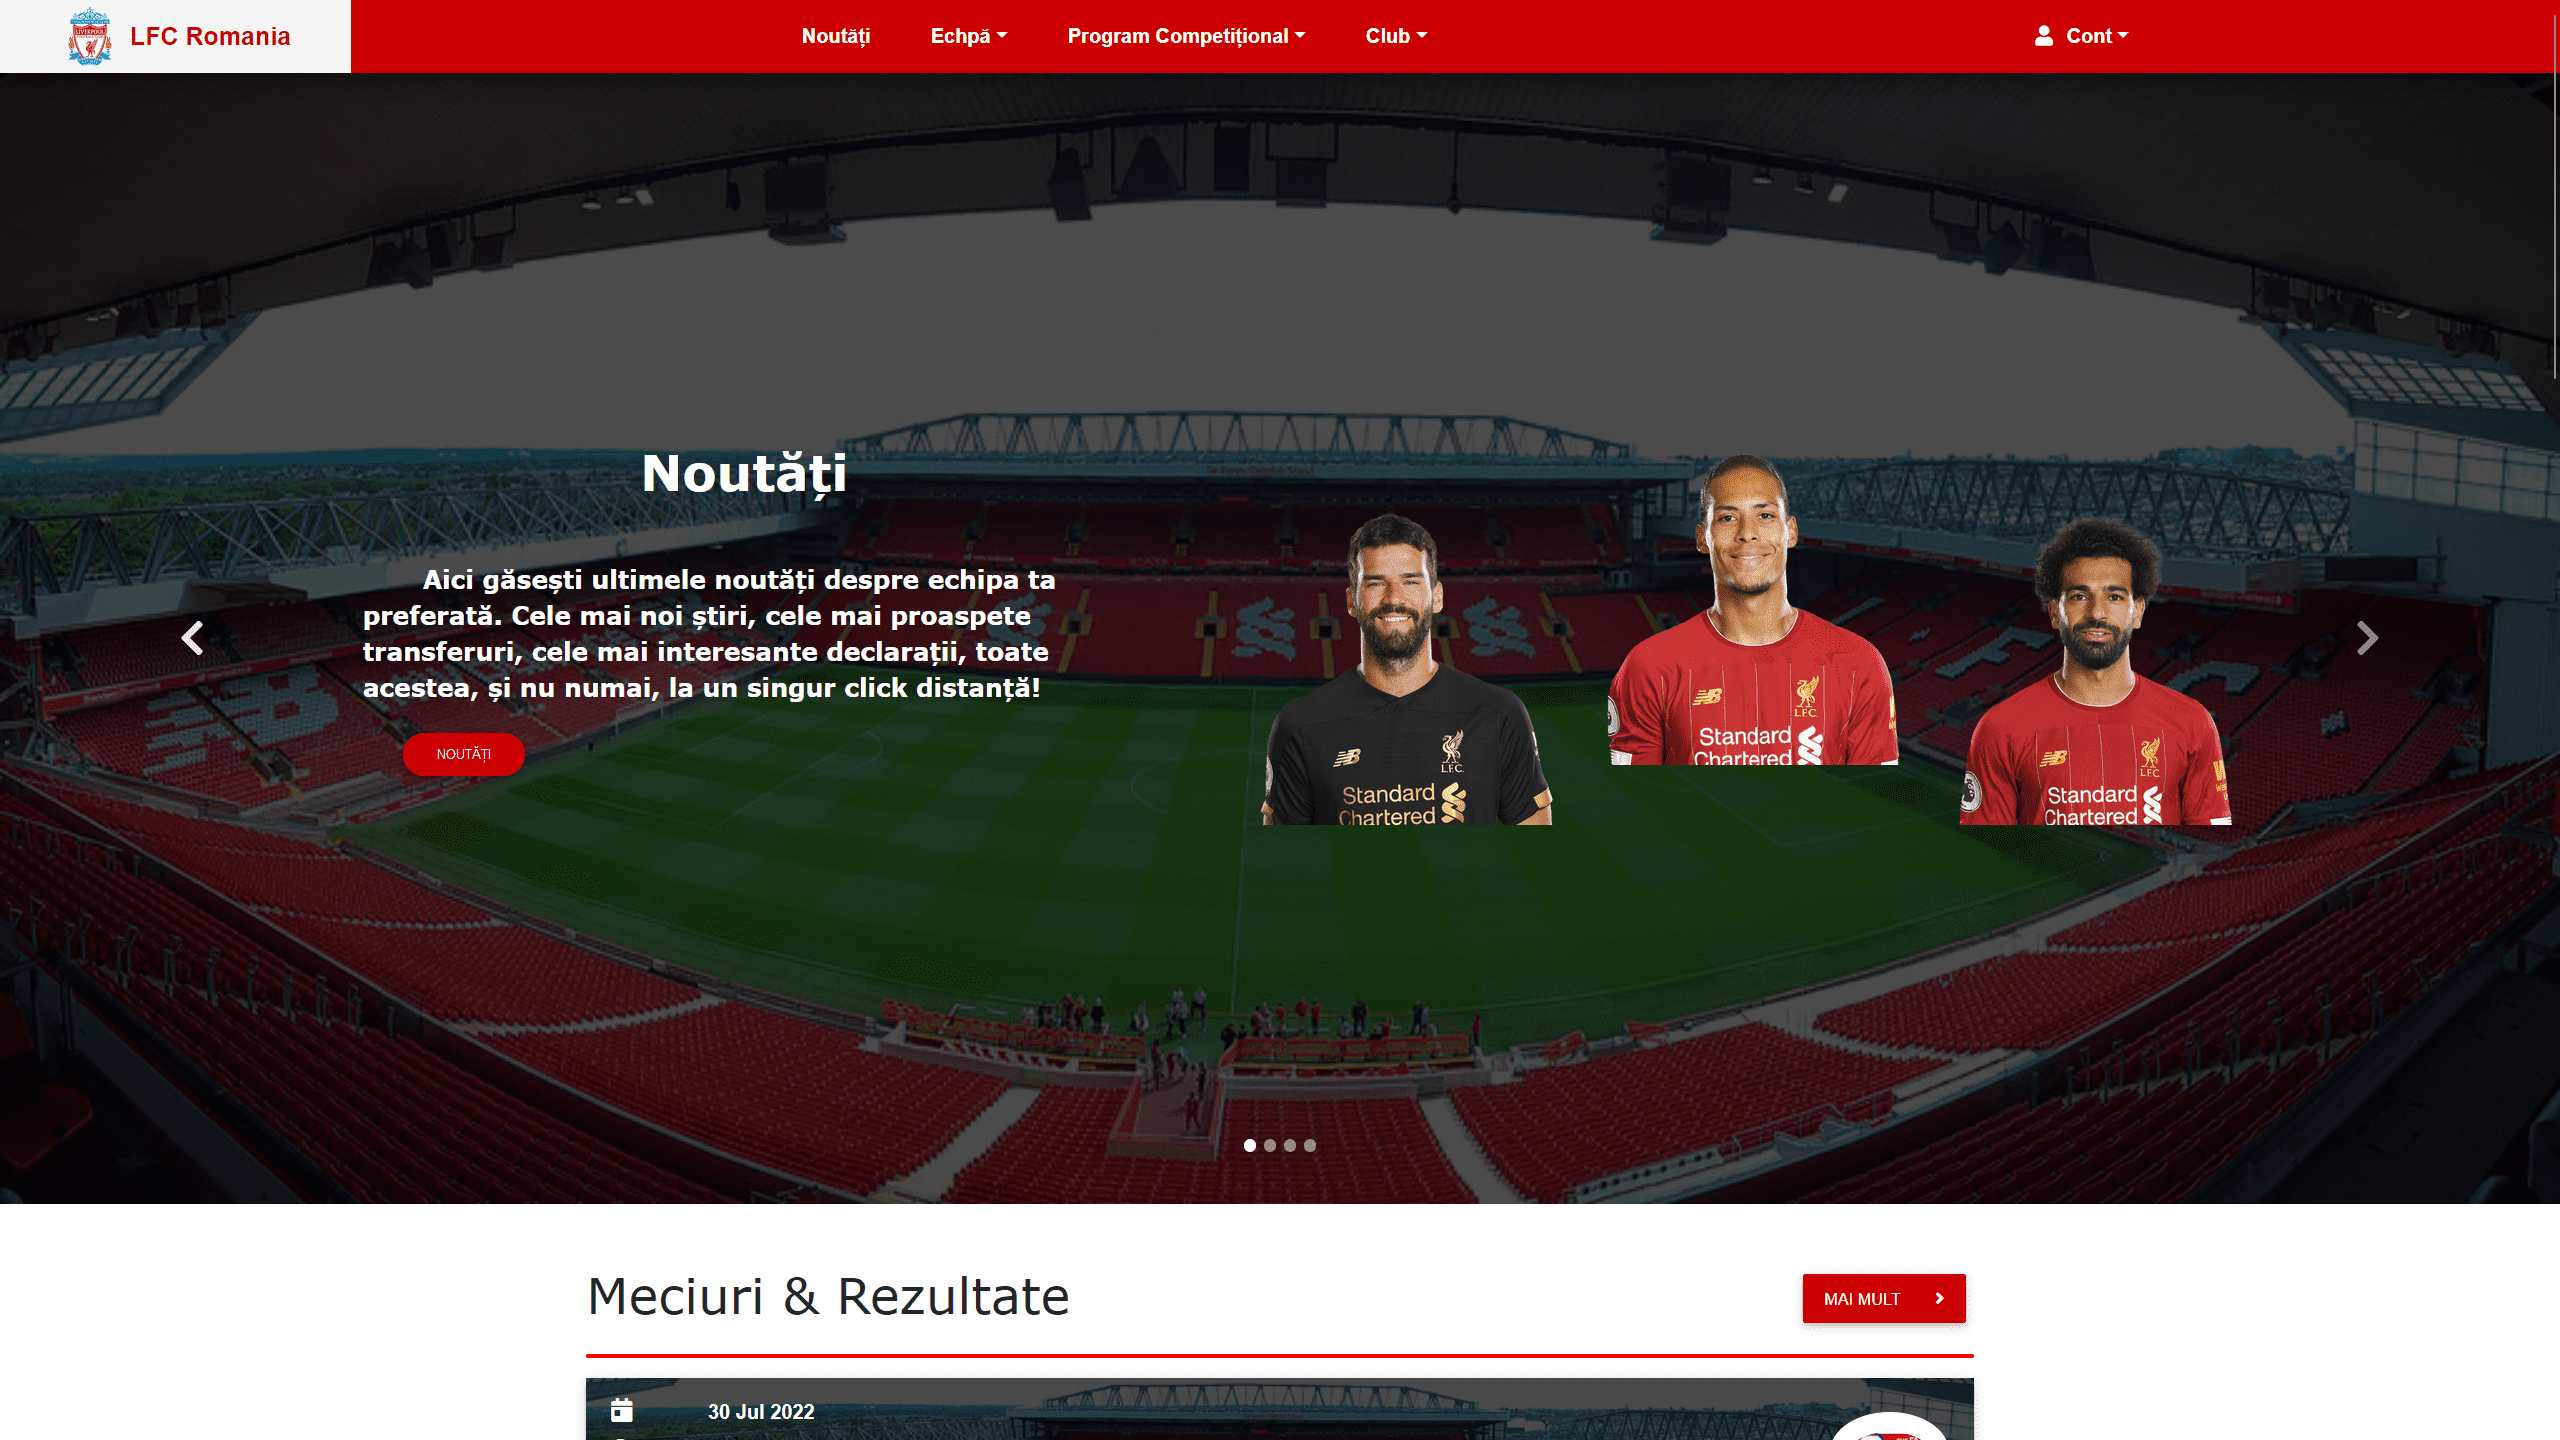 LIVERPOOL
LFC Romania
Noutăți
Echpă
Program Competițional
Club
Cont
Noutăți
Aici găsești ultimele noutăți despre echipa ta
preferată. Cele mai noi știri, cele mai proaspete
transferuri, cele mai interesante declarații, toate
acestea, și nu numai, la un singur click distanță!
NOUTĂȚI
L.F.C.
Standard
Chartered
L.F.C.
Standard
Chartered
L.F.C.
Standard
Chartered
Meciuri & Rezultate
MAI MULT
30 Jul 2022